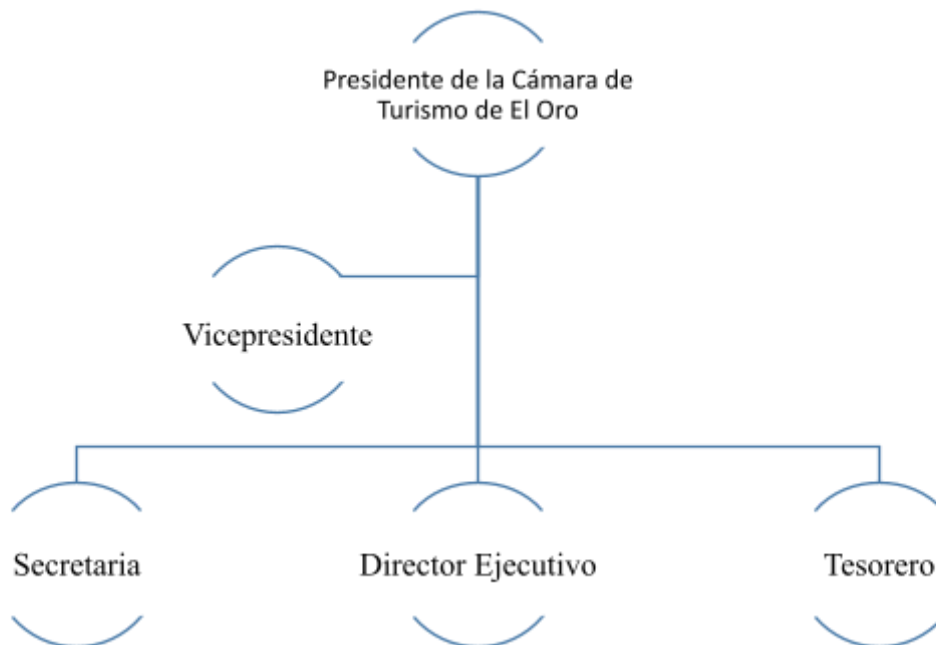 Presidente de la Cámara de
Turismo de El Oro
Vicepresidente
Secretaria
Director Ejecutivo
Tesorero